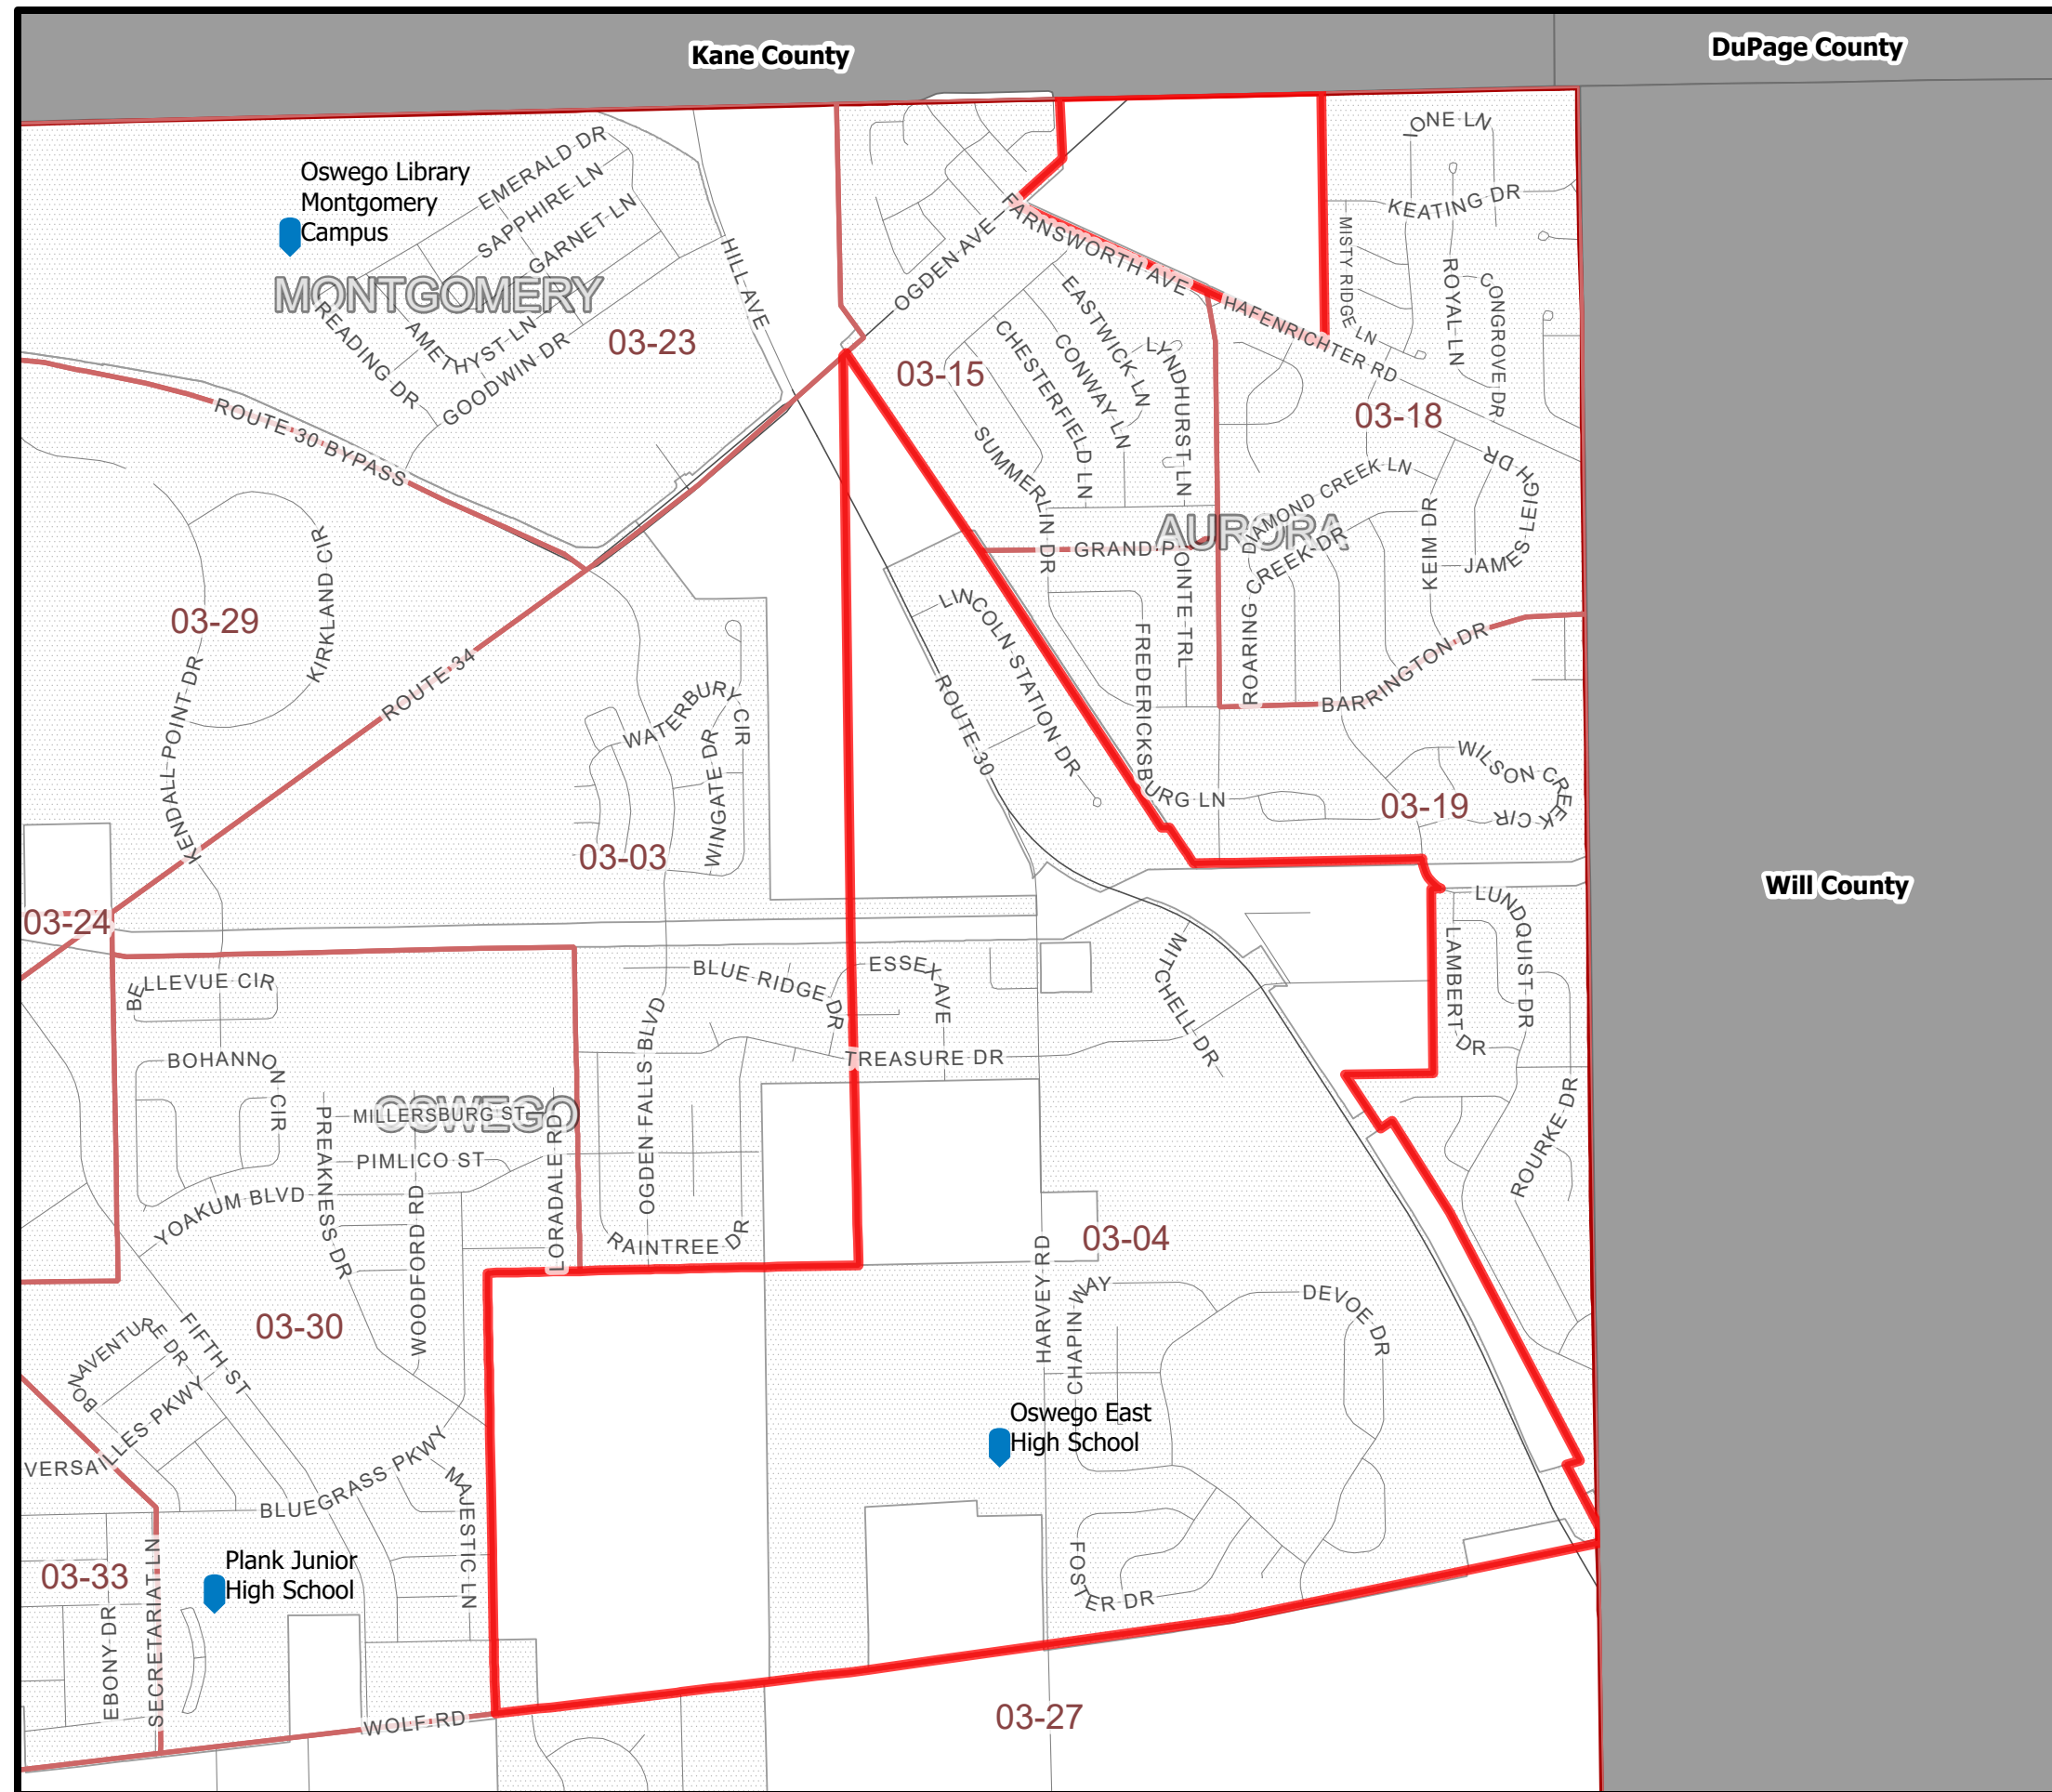 Kane County
DuPage County
Oswego Library
Montgomery
Campus
MONTGOMERY
EMERALD DR
SAPPHIRE LN
GARNET LN
READING DR
AMETHYST LN
GOODWIN DR
HILL AVE
03-23
ROUTE 30 BYPASS
OGDEN AVE
FARNSWORTH AVE
HAFENRICHTER RD
IONE LN
KEATING DR
MISTY RIDGE LN
ROYAL LN
CONGROVE DR
EASTWICK LN
CONWAY LN
CHESTERFIELD LN
LYNDHURST LN
SUMMERLIN DR
03-15
03-18
AURORA
GRAND POINTE TRL
DIAMOND CREEK LN
ROARING CREEK DR
KEIM DR
JAMES LEIGH DR
BARRINGTON DR
03-29
KIRKLAND CIR
KENDALL POINT DR
ROUTE 34
WATERBURY CIR
WINGATE DR
03-03
LINCOLN STATION DR
ROUTE 30
FREDERICKSBURG LN
WILSON CREEK CIR
03-19
Will County
03-24
BELLEVUE CIR
BOHANNON CIR
BLUE RIDGE DR
ESSEX AVE
TREASURE DR
MITCHELL DR
LUNDQUIST DR
LAMBERT DR
ROURKE DR
OSWEGO
MILLERSBURG ST
PIMLICO ST
PREAKNESS DR
WOODFORD RD
LORADALE RD
OGDEN FALLS BLVD
RAINTREE DR
YOAKUM BLVD
03-04
HARVEY RD
CHAPIN WAY
DEVOE DR
03-30
BONAVENTURE DR
FIFTH ST
VERSAILLES PKWY
BLUEGRASS PKWY
MAJESTIC LN
Oswego East
High School
Plank Junior
High School
03-33
EBONY DR
SECRETARIAT LN
FOSTER DR
WOLF RD
03-27